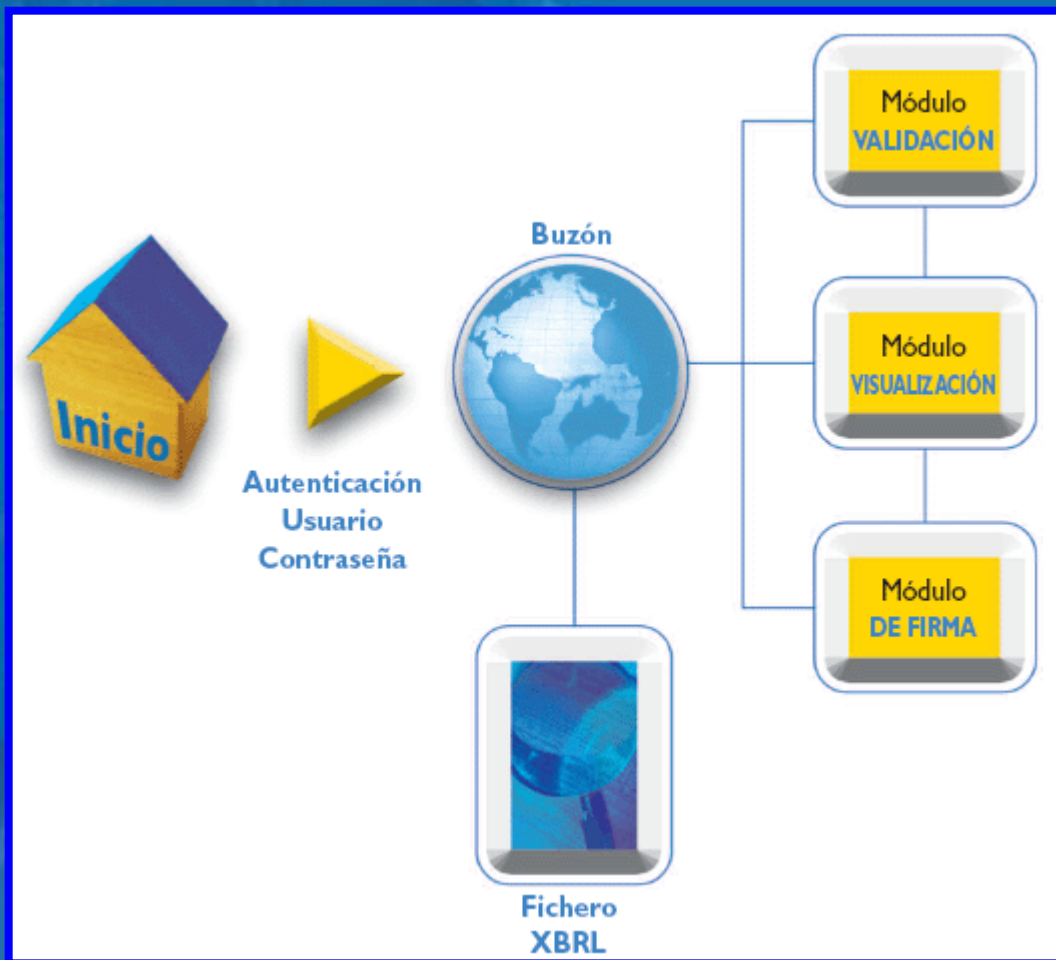 Inicio
Autenticación
Usuario
Contraseña
Buzón
Fichero
XBRL
Módulo
VALIDACIÓN
Módulo
VISUALIZACIÓN
Módulo
DE FIRMA